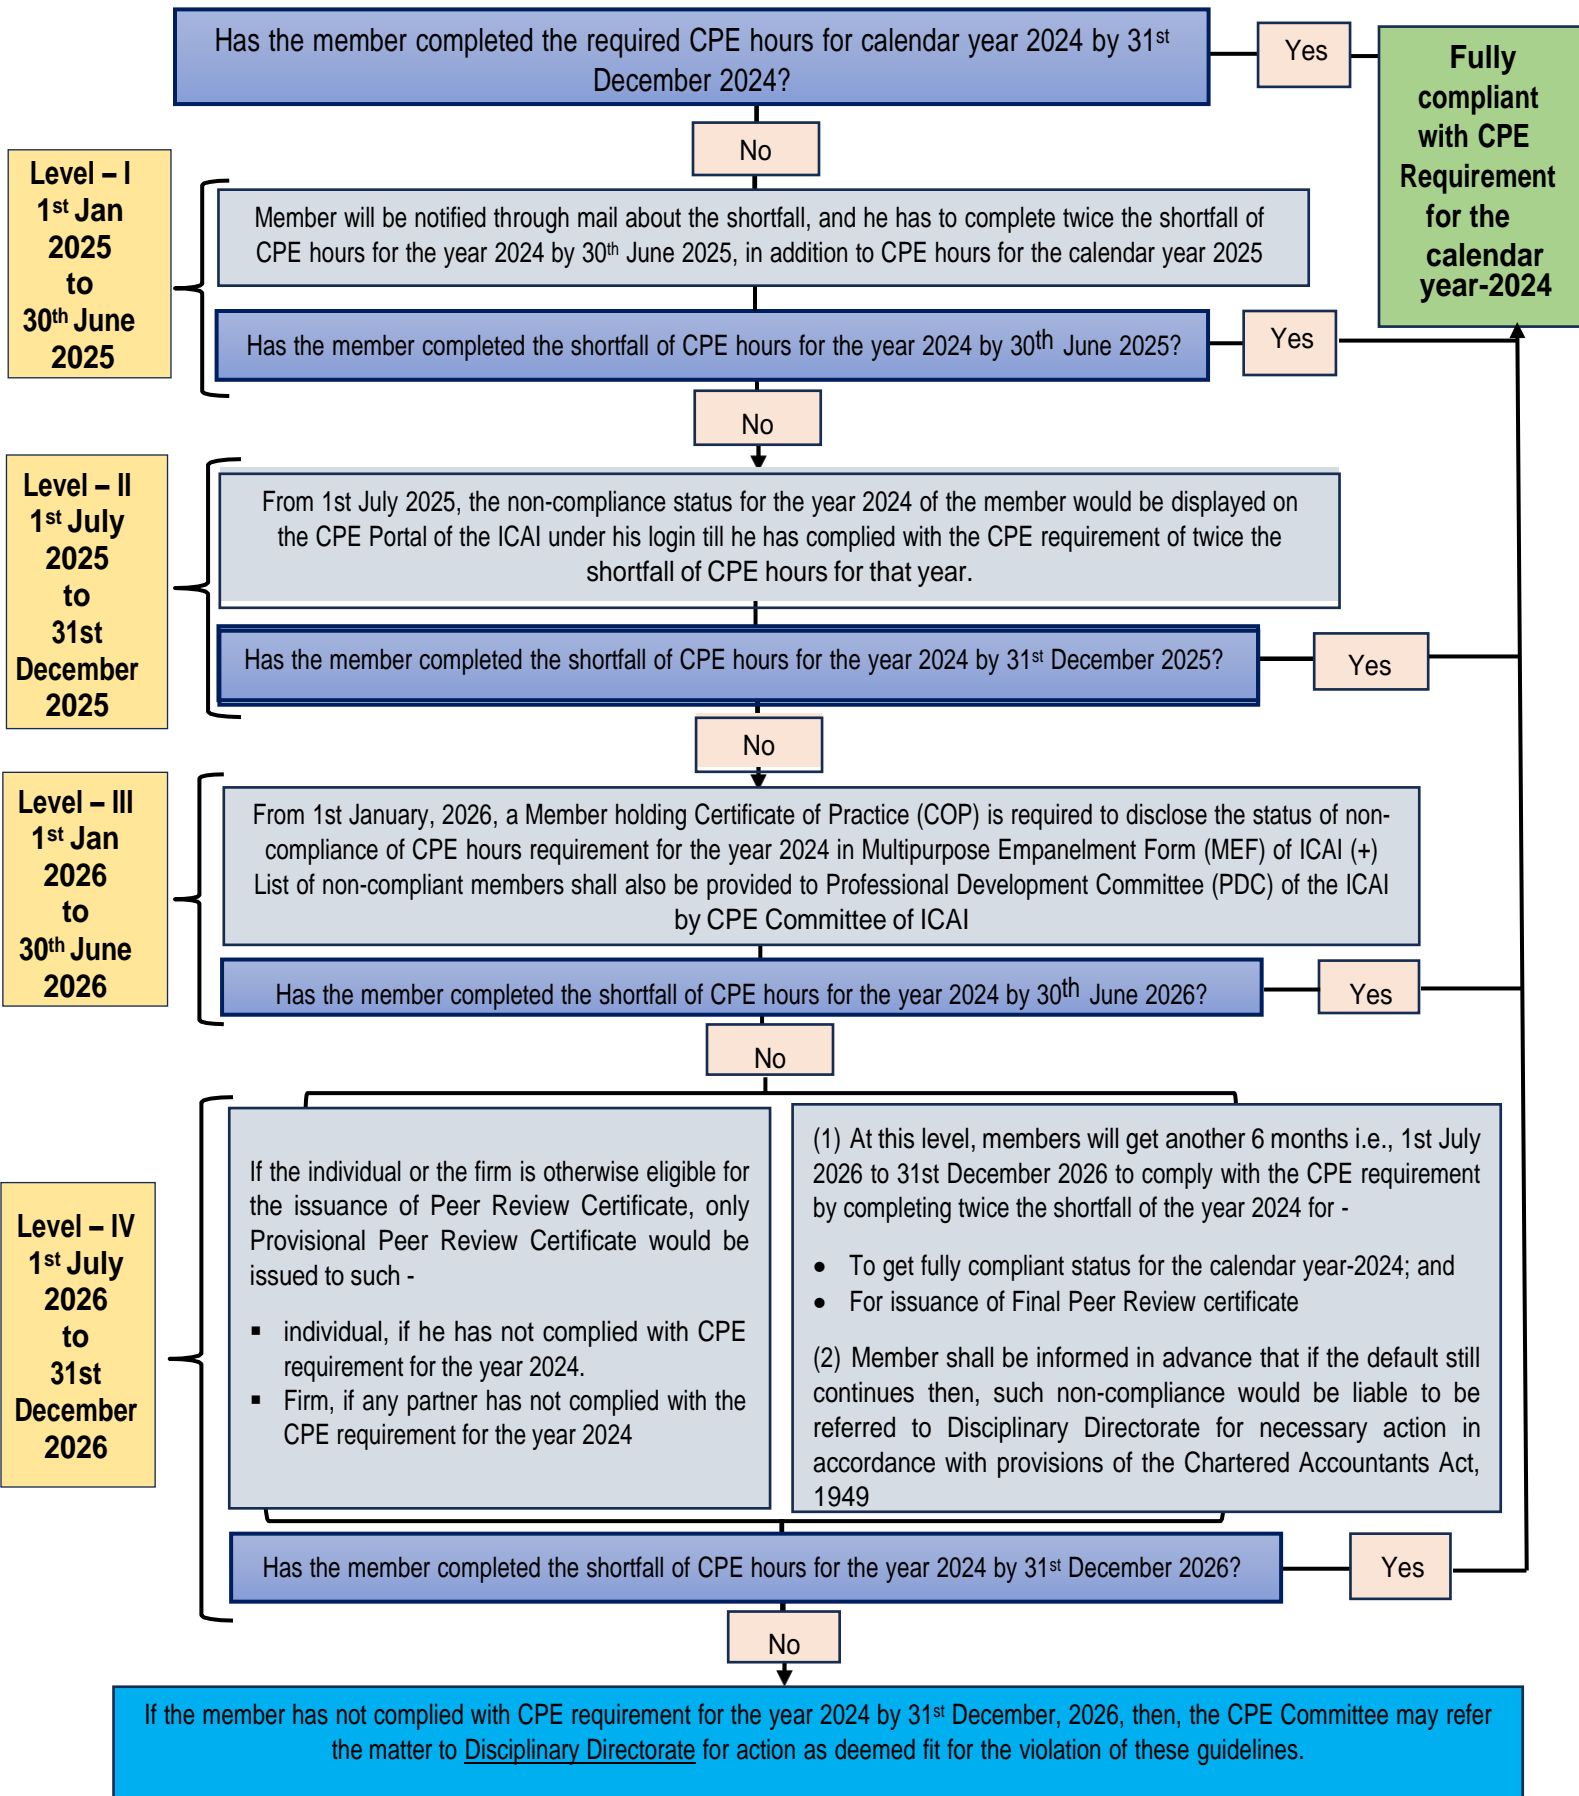 Has the member completed the required CPE hours for calendar year 2024 by 31st
December 2024?
Yes
Fully
compliant
with CPE
Requirement
for the
calendar
year-2024
No
Level – I
1st Jan
2025
to
30th June
2025
Member will be notified through mail about the shortfall, and he has to complete twice the shortfall of
CPE hours for the year 2024 by 30th June 2025, in addition to CPE hours for the calendar year 2025
Has the member completed the shortfall of CPE hours for the year 2024 by 30th June 2025?
Yes
No
Level – II
1st July
2025
to
31st
December
2025
From 1st July 2025, the non-compliance status for the year 2024 of the member would be displayed on
the CPE Portal of the ICAI under his login till he has complied with the CPE requirement of twice the
shortfall of CPE hours for that year.
Has the member completed the shortfall of CPE hours for the year 2024 by 31st December 2025?
Yes
No
Level – III
1st Jan
2026
to
30th June
2026
From 1st January, 2026, a Member holding Certificate of Practice (COP) is required to disclose the status of non-
compliance of CPE hours requirement for the year 2024 in Multipurpose Empanelment Form (MEF) of ICAI (+)
List of non-compliant members shall also be provided to Professional Development Committee (PDC) of the ICAI
by CPE Committee of ICAI
Has the member completed the shortfall of CPE hours for the year 2024 by 30th June 2026?
Yes
No
Level – IV
1st July
2026
to
31st
December
2026
If the individual or the firm is otherwise eligible for
the issuance of Peer Review Certificate, only
Provisional Peer Review Certificate would be
issued to such -
▪ individual, if he has not complied with CPE
requirement for the year 2024.
▪ Firm, if any partner has not complied with the
CPE requirement for the year 2024
(1) At this level, members will get another 6 months i.e., 1st July
2026 to 31st December 2026 to comply with the CPE requirement
by completing twice the shortfall of the year 2024 for -
• To get fully compliant status for the calendar year-2024; and
• For issuance of Final Peer Review certificate
(2) Member shall be informed in advance that if the default still
continues then, such non-compliance would be liable to be
referred to Disciplinary Directorate for necessary action in
accordance with provisions of the Chartered Accountants Act,
1949
Has the member completed the shortfall of CPE hours for the year 2024 by 31st December 2026?
Yes
No
If the member has not complied with CPE requirement for the year 2024 by 31st December, 2026, then, the CPE Committee may refer
the matter to Disciplinary Directorate for action as deemed fit for the violation of these guidelines.